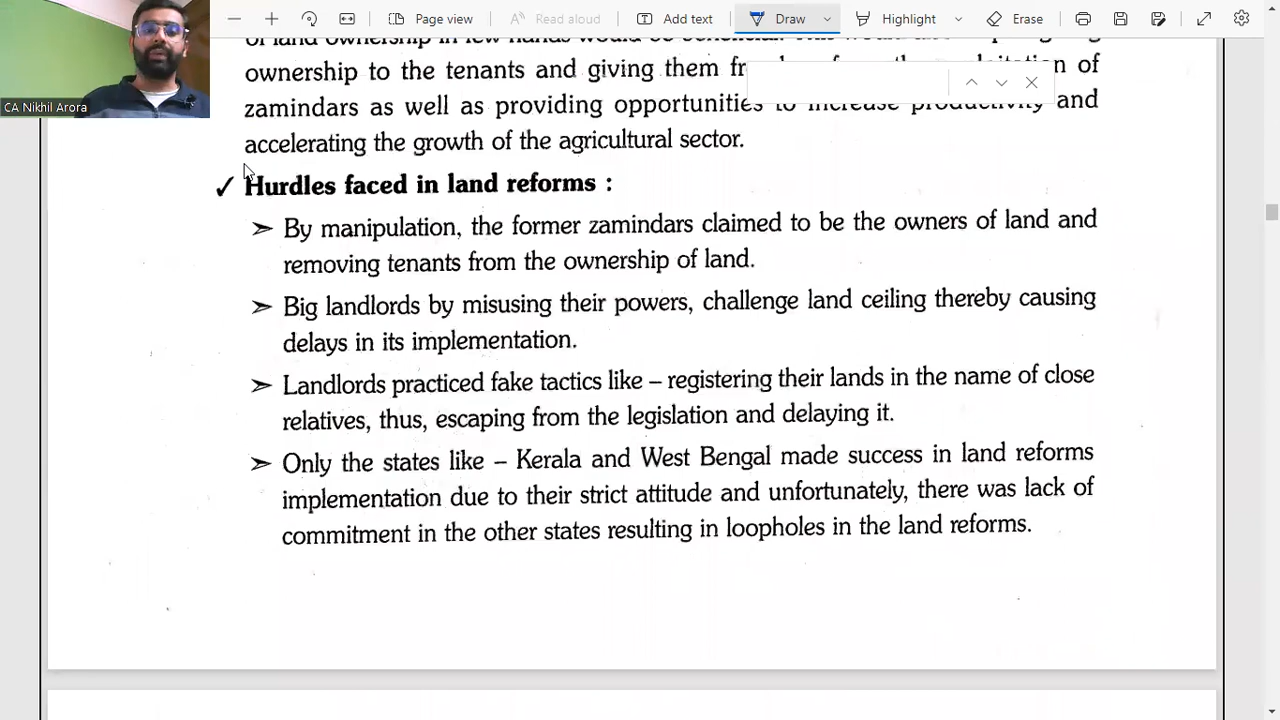 Page view
Read aloud
Add text
Draw
Highlight
Erase
CA Nikhil Arora
ownership to the tenants and giving them of
zamindars as well as providing opportunities to increase productivity and
accelerating the growth of the agricultural sector.
✓ Hurdles faced in land reforms :
➢ By manipulation, the former zamindars claimed to be the owners of land and
removing tenants from the ownership of land.
➢ Big landlords by misusing their powers, challenge land ceiling thereby causing
delays in its implementation.
➢ Landlords practiced fake tactics like – registering their lands in the name of close
relatives, thus, escaping from the legislation and delaying it.
➢ Only the states like – Kerala and West Bengal made success in land reforms
implementation due to their strict attitude and unfortunately, there was lack of
commitment in the other states resulting in loopholes in the land reforms.